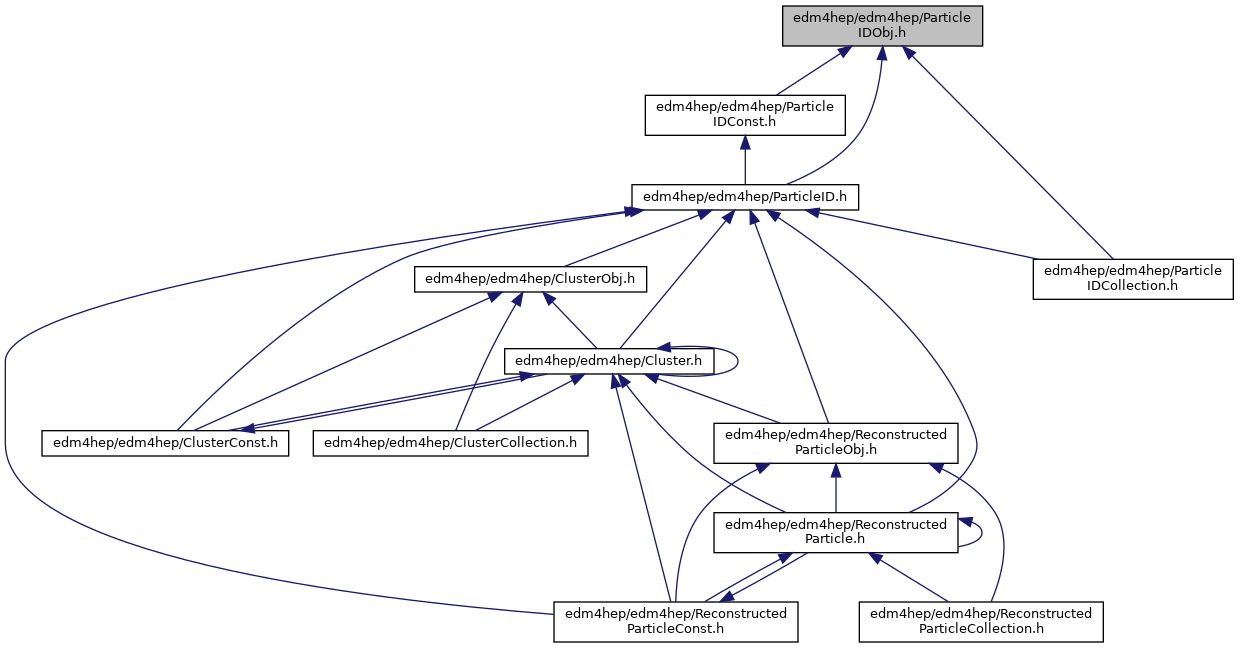 edm4hep/edm4hep/Particle
IDObj.h
edm4hep/edm4hep/Particle
IDConst.h
edm4hep/edm4hep/ParticleID.h
edm4hep/edm4hep/Particle
IDCollection.h
edm4hep/edm4hep/ClusterObj.h
edm4hep/edm4hep/Cluster.h
edm4hep/edm4hep/ClusterConst.h
edm4hep/edm4hep/ClusterCollection.h
edm4hep/edm4hep/Reconstructed
ParticleObj.h
edm4hep/edm4hep/Reconstructed
Particle.h
edm4hep/edm4hep/Reconstructed
ParticleConst.h
edm4hep/edm4hep/Reconstructed
ParticleCollection.h